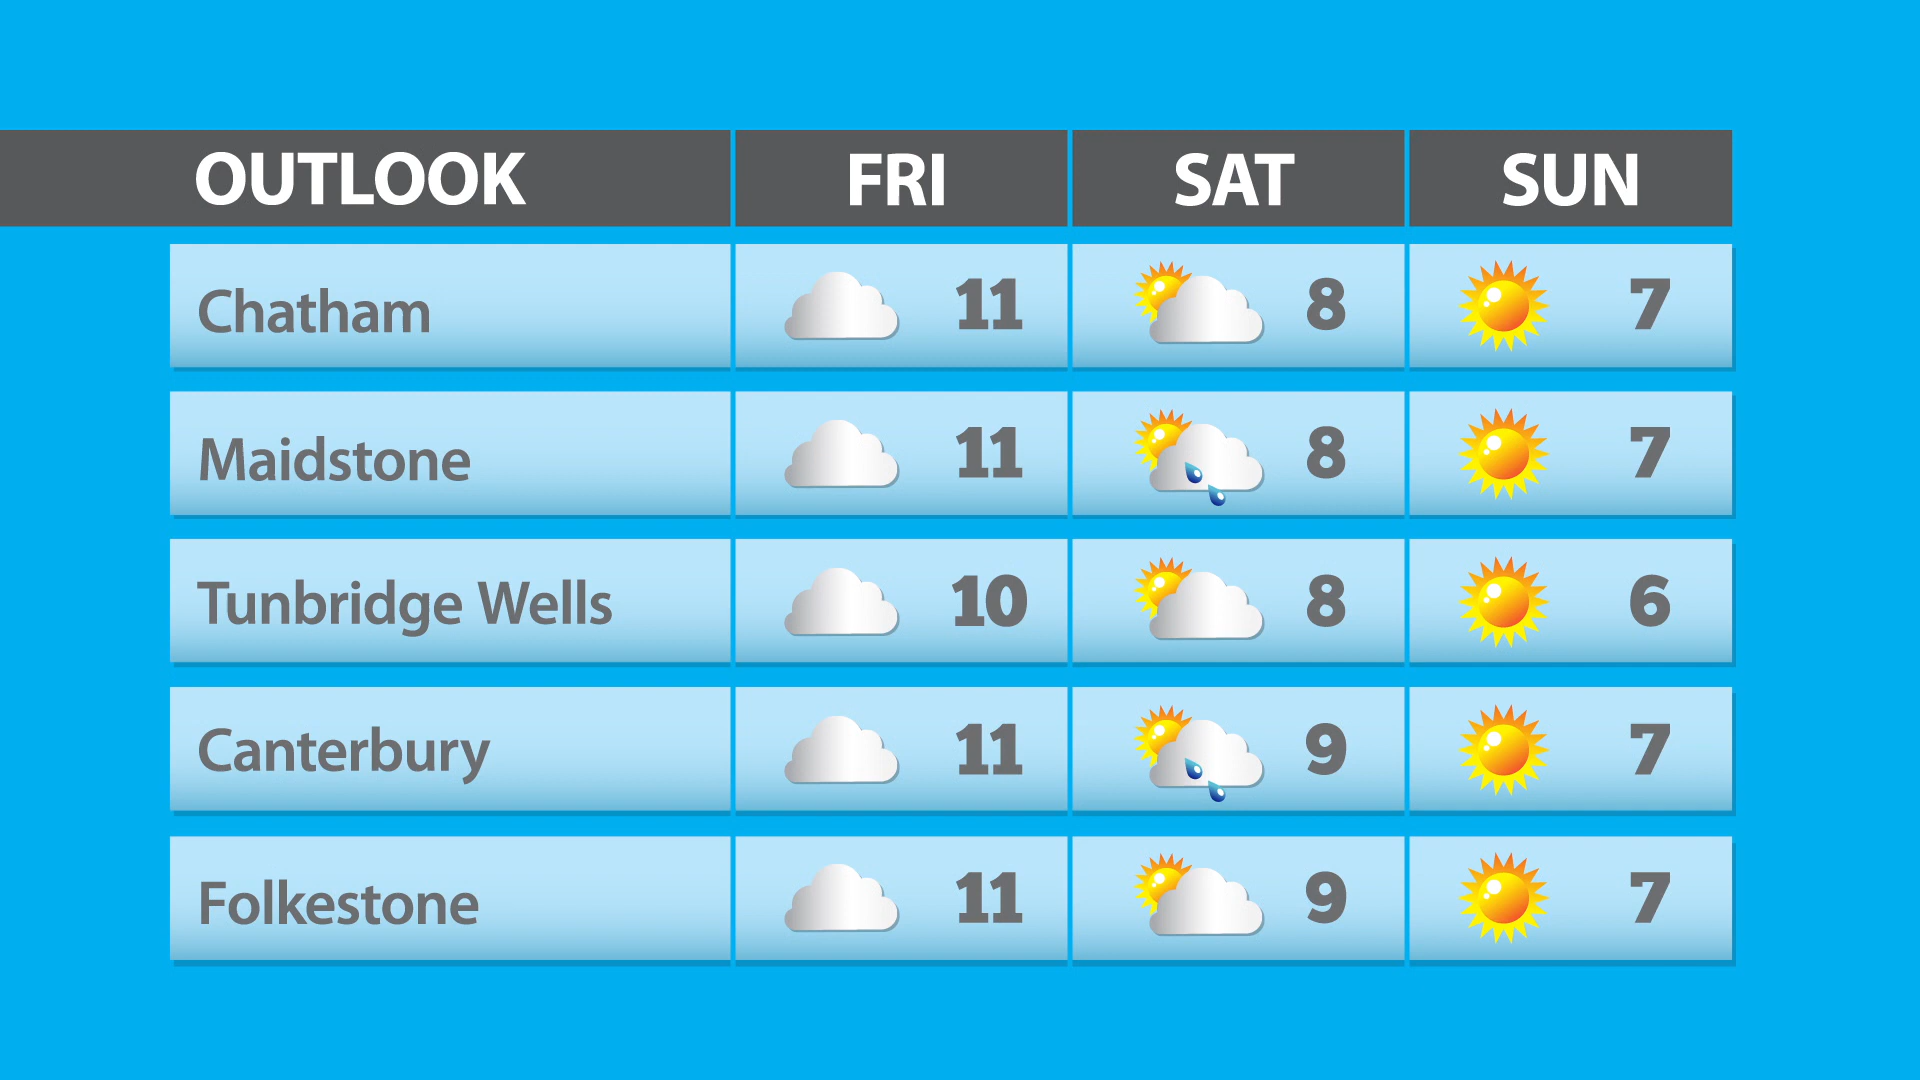 OUTLOOK FRI SAT SUN
Chatham 11 8 7
Maidstone 11 8 7
Tunbridge Wells 10 8 6
Canterbury 11 9 7
Folkestone 11 9 7